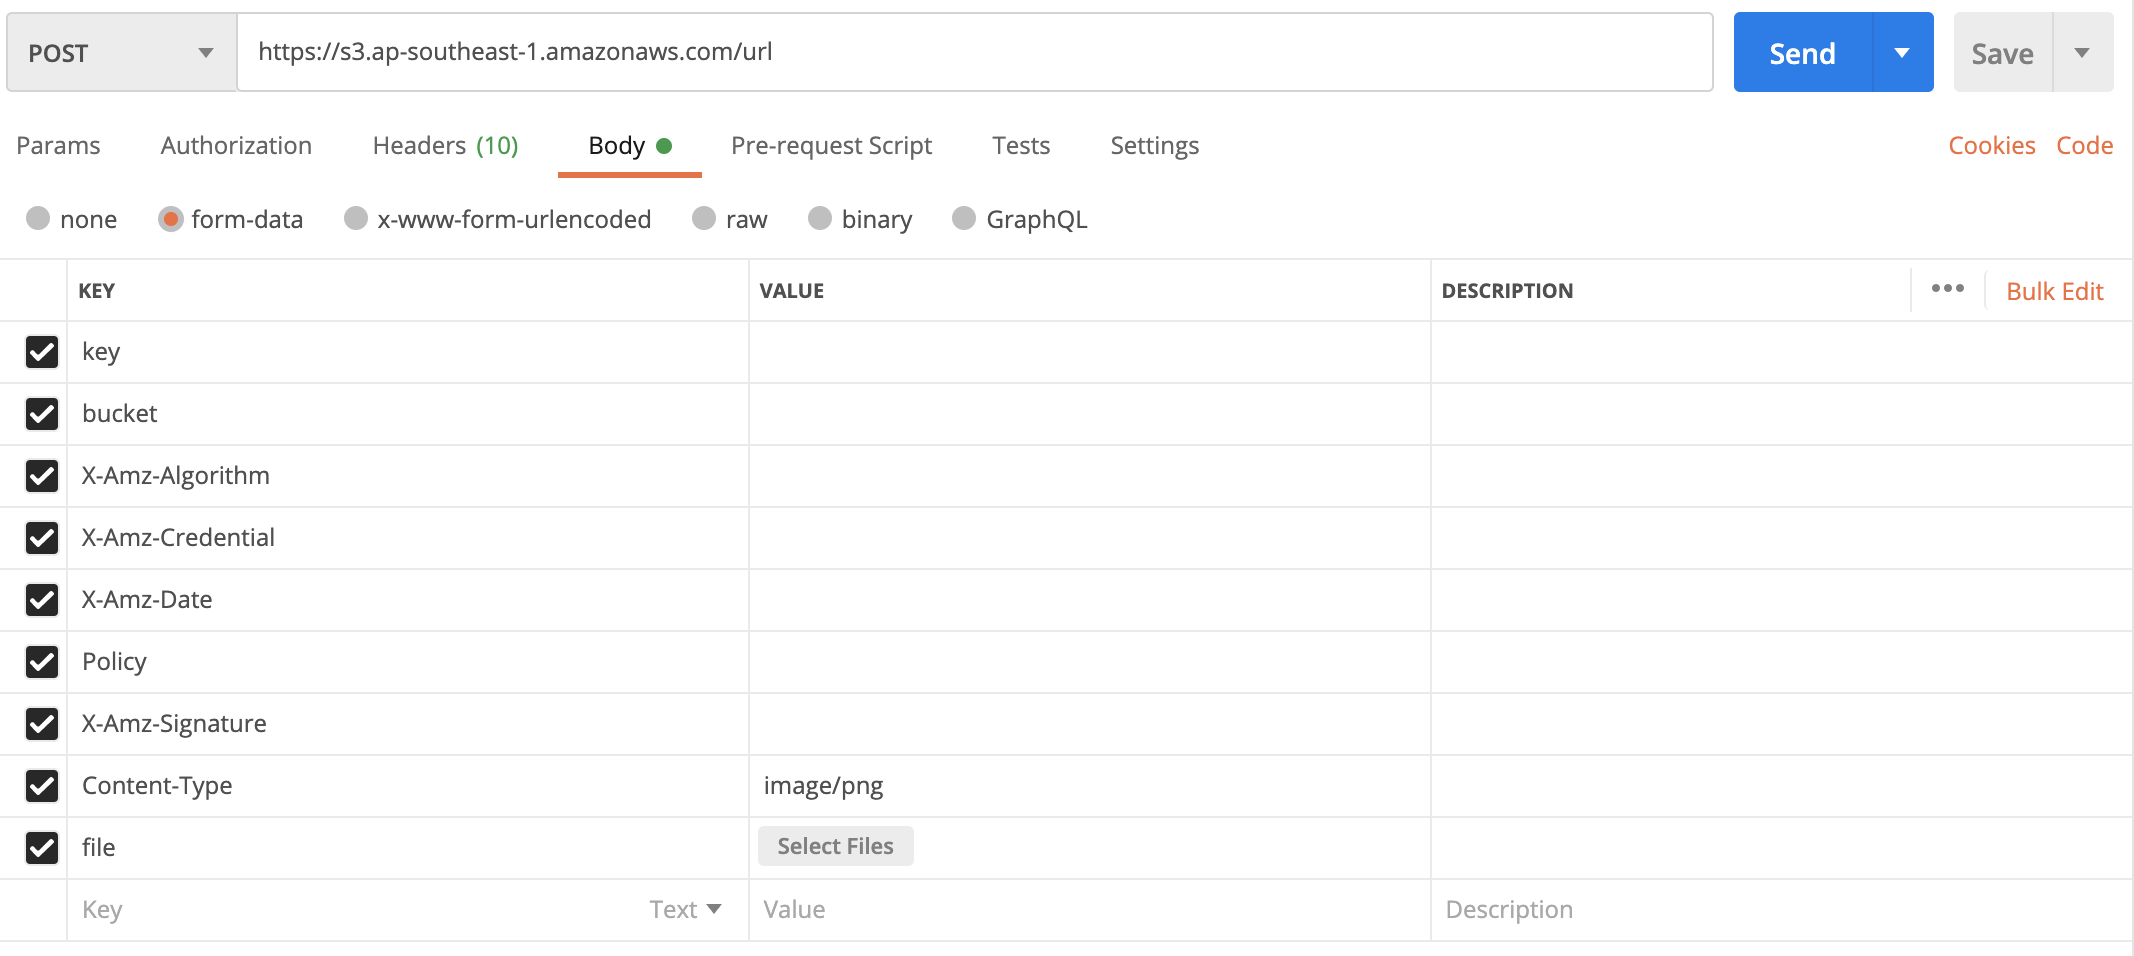 POST https://s3.ap-southeast-1.amazonaws.com/url Send Save
Params Authorization Headers (10) Body Pre-request Script Tests Settings Cookies Code
none form-data x-www-form-urlencoded raw binary GraphQL
KEY VALUE DESCRIPTION ••• Bulk Edit
key
bucket
X-Amz-Algorithm
X-Amz-Credential
X-Amz-Date
Policy
X-Amz-Signature
Content-Type image/png
file Select Files
Key Text Value Description